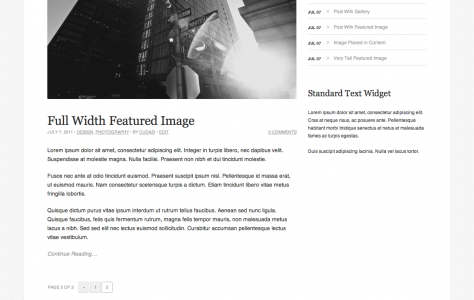 Full Width Featured Image
JULY 7, 2011 · DESIGN, PHOTOGRAPHY · BY CUDAZI · EDIT
0 COMMENTS
Lorem ipsum dolor sit amet, consectetur adipiscing elit. Integer in turpis libero, nec dapibus velit.
Suspendisse at molestie magna. Nulla facilisi. Praesent non nibh et dui tincidunt molestie.
Fusce nec ante at odio tincidunt euismod. Praesent suscipit ipsum nisl. Pellentesque id massa erat,
ut euismod mauris. Nam consectetur scelerisque turpis a dictum. Etiam tincidunt libero vitae metus
fringilla lobortis.
Quisque dictum purus vitae ipsum interdum ut rutrum tellus faucibus. Aenean sed nunc ligula.
Quisque faucibus, felis quis fermentum rutrum, magna felis tempor mauris, non malesuada metus
lacus a nibh. Sed sed elit nec lectus euismod sollicitudin. Curabitur accumsan pellentesque lectus
vitae vestibulum.
Continue Reading...
PAGE 2 OF 2
« 1 2
JUL 07 > Post With Gallery
JUL 07 > Post With Featured Image
JUL 07 > Image Placed in Content
JUL 07 > Very Tall Featured Image
Standard Text Widget
Lorem ipsum dolor sit amet, consectetur adipiscing elit.
Cras at neque risus, ac posuere ante. Pellentesque
habitant morbi tristique senectus et netus et malesuada
fames ac turpis egestas.
Duis suscipit adipiscing lacinia. Nulla vel lacus tortor.